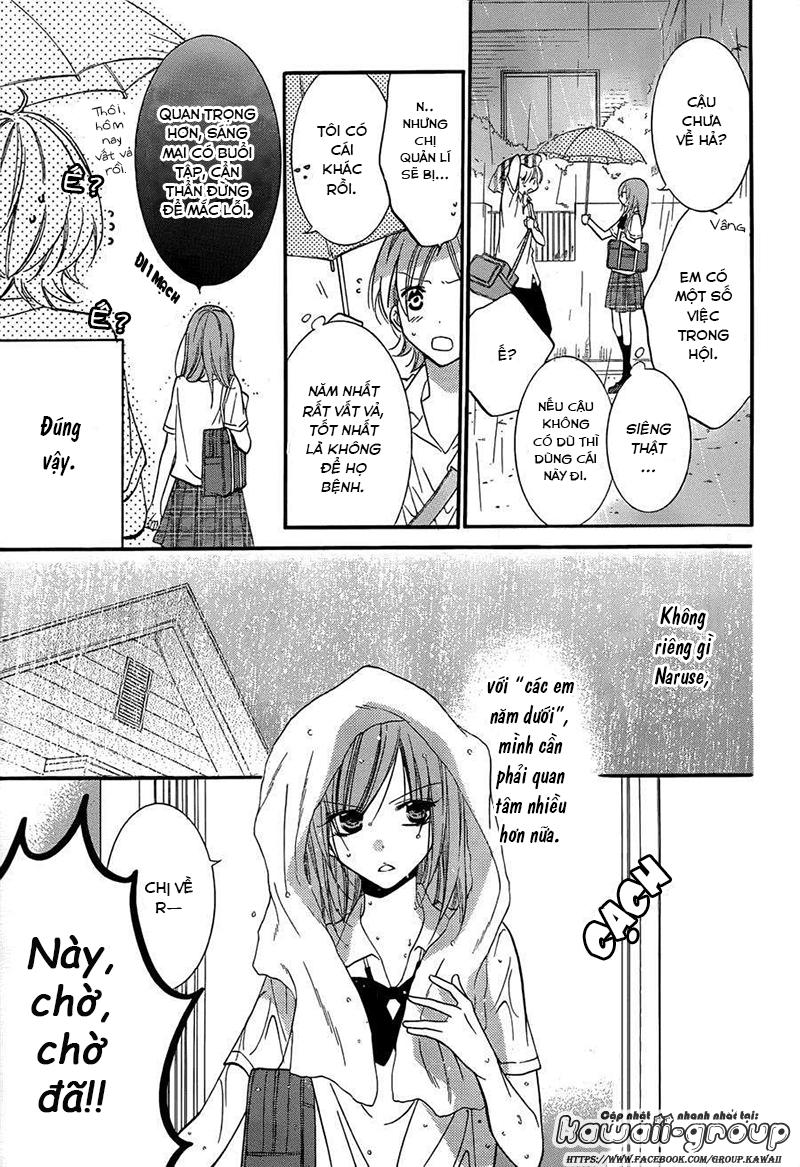 CẬU
CHƯA
VỀ HẢ?
Vâng
EM CÓ
MỘT SỐ
VIỆC
TRONG
HỘI.
SIÊNG
THẬT
...
NẾU CẬU
KHÔNG
CÓ DÙ THÌ
DÙNG CÁI
NÀY ĐI.
Ế?
N..
NHƯNG CHỊ
QUẢN LÍ
SẼ BỊ...
TÔI CÓ
CÁI
KHÁC
RỒI.
NĂM NHẤT
RẤT VẤT VẢ,
TỐT NHẤT
LÀ KHÔNG
ĐỂ HỌ
BỆNH.
QUAN TRỌNG
HƠN, SÁNG
MAI CÓ BUỔI
TẬP, CẨN
THẬN ĐỪNG
ĐỂ MẮC LỖI.
ĐI 1 MẠCH
Thôi,
hôm
nay
vất vả
rồi.
Ê?
Ê?
Đúng
vậy.
Không
riêng gì
Naruse,
với "các em
năm dưới",
mình cần
phải quan
tâm nhiều
hơn nữa.
CẠCH
CHỊ VỀ
R—
Này,
chờ,
chờ
đã!!
Cập nhật nhanh nhất tại:
kawaii-group
HTTPS://WWW.FACEBOOK.COM/GROUP.KAWAII